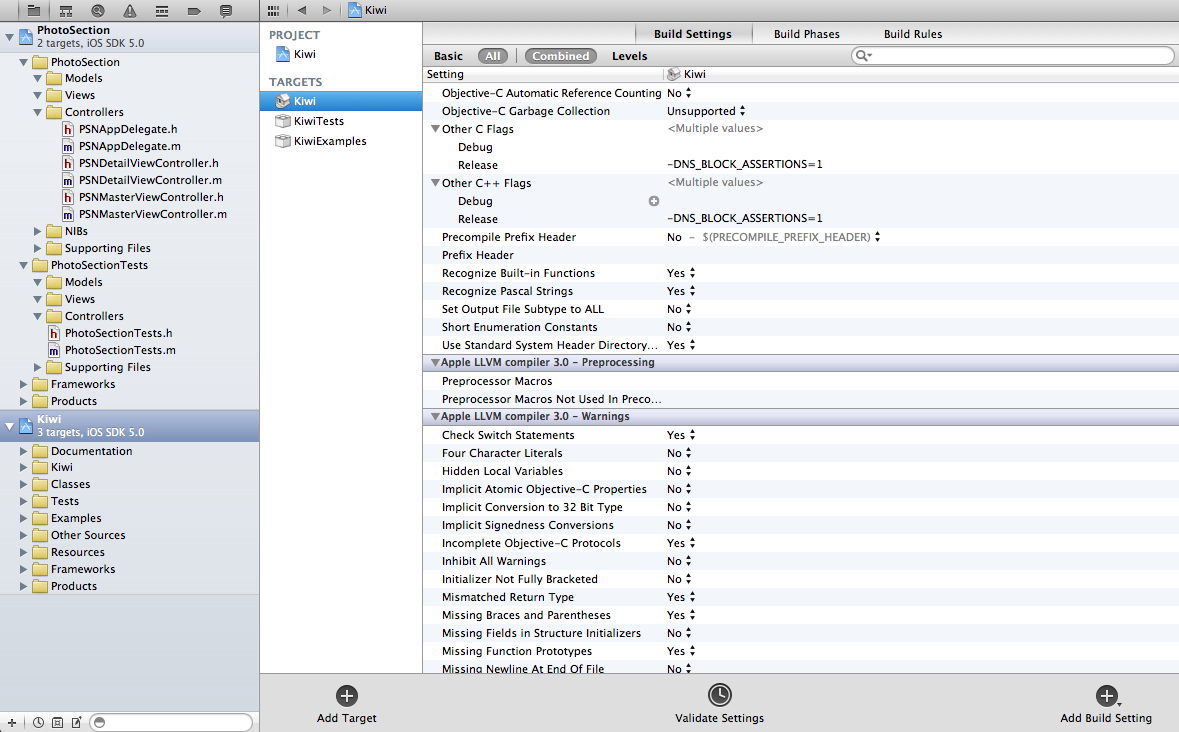 Kiwi
PhotoSection
2 targets, iOS SDK 5.0
PhotoSection
Models
Views
Controllers
h PSNAppDelegate.h
m PSNAppDelegate.m
h PSNDetailViewController.h
m PSNDetailViewController.m
h PSNMasterViewController.h
m PSNMasterViewController.m
NIBs
Supporting Files
PhotoSectionTests
Models
Views
Controllers
h PhotoSectionTests.h
m PhotoSectionTests.m
Supporting Files
Frameworks
Products
Kiwi
3 targets, iOS SDK 5.0
Documentation
Kiwi
Classes
Tests
Examples
Other Sources
Resources
Frameworks
Products
PROJECT
Kiwi
TARGETS
Kiwi
KiwiTests
KiwiExamples
Build Settings Build Phases Build Rules
Basic All Combined Levels
Setting Kiwi
Objective-C Automatic Reference Counting No
Objective-C Garbage Collection Unsupported
Other C Flags <Multiple values>
Debug
Release -DNS_BLOCK_ASSERTIONS=1
Other C++ Flags <Multiple values>
Debug
Release -DNS_BLOCK_ASSERTIONS=1
Precompile Prefix Header No - $(PRECOMPILE_PREFIX_HEADER)
Prefix Header
Recognize Built-in Functions Yes
Recognize Pascal Strings Yes
Set Output File Subtype to ALL No
Short Enumeration Constants No
Use Standard System Header Directory... Yes
Apple LLVM compiler 3.0 - Preprocessing
Preprocessor Macros
Preprocessor Macros Not Used In Preco...
Apple LLVM compiler 3.0 - Warnings
Check Switch Statements Yes
Four Character Literals No
Hidden Local Variables No
Implicit Atomic Objective-C Properties No
Implicit Conversion to 32 Bit Type No
Implicit Signedness Conversions No
Incomplete Objective-C Protocols Yes
Inhibit All Warnings No
Initializer Not Fully Bracketed No
Mismatched Return Type Yes
Missing Braces and Parentheses Yes
Missing Fields in Structure Initializers No
Missing Function Prototypes Yes
Missing Newline At End Of File No
Add Target Validate Settings Add Build Setting